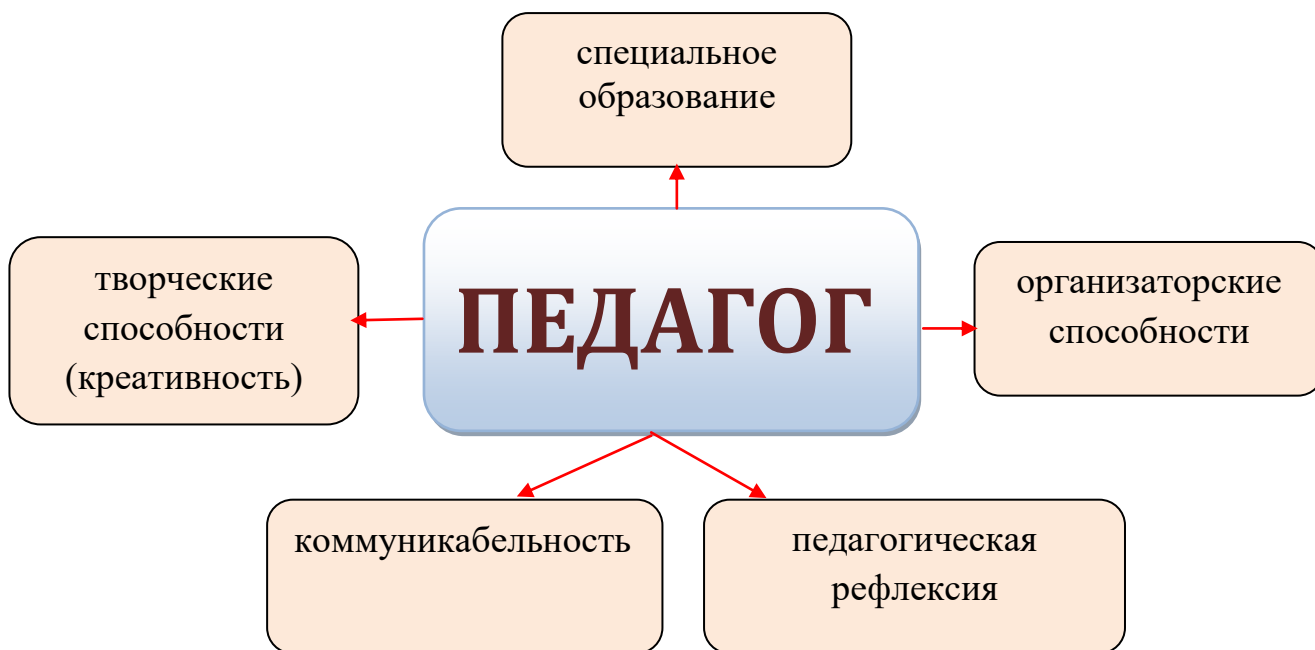 специальное
образование
творческие
способности
(креативность)
ПЕДАГОГ
организаторские
способности
коммуникабельность
педагогическая
рефлексия